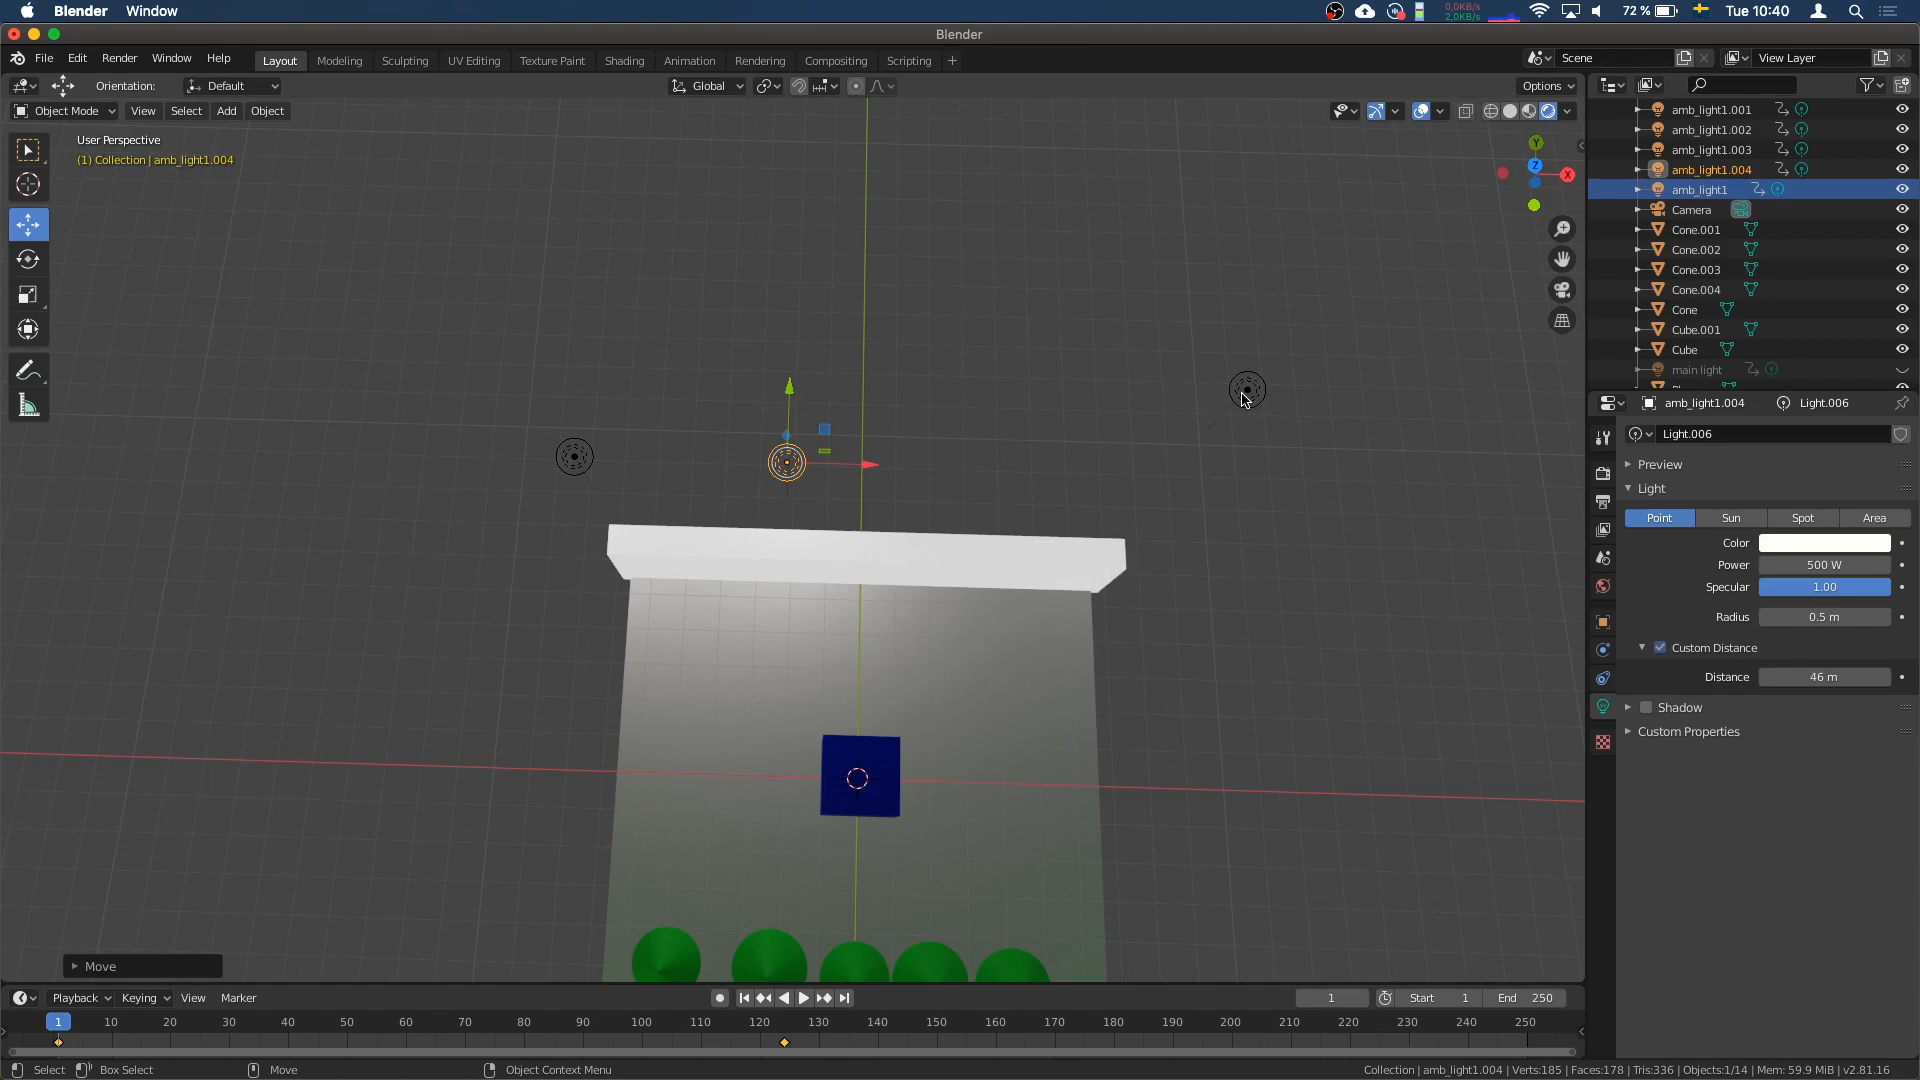 Blender Window 0,0KB/s 2,0KB/s 72 % Tue 10:40
Blender
File Edit Render Window Help Layout Modeling Sculpting UV Editing Texture Paint Shading Animation Rendering Compositing Scripting + Scene View Layer
Orientation: Default Global Options
Object Mode View Select Add Object
User Perspective
(1) Collection | amb_light1.004
Y
Z
X
amb_light1.001
amb_light1.002
amb_light1.003
amb_light1.004
amb_light1
Camera
Cone.001
Cone.002
Cone.003
Cone.004
Cone
Cube.001
Cube
main light
amb_light1.004 Light.006
Light.006
Preview
Light
Point Sun Spot Area
Color
Power 500 W
Specular 1.00
Radius 0.5 m
Custom Distance
Distance 46 m
Shadow
Custom Properties
Move
Playback Keying View Marker 1 Start 1 End 250
1 10 20 30 40 50 60 70 80 90 100 110 120 130 140 150 160 170 180 190 200 210 220 230 240 250
Select Box Select Move Object Context Menu Collection | amb_light1.004 | Verts:185 | Faces:178 | Tris:336 | Objects:1/14 | Mem: 59.9 MiB | v2.81.16